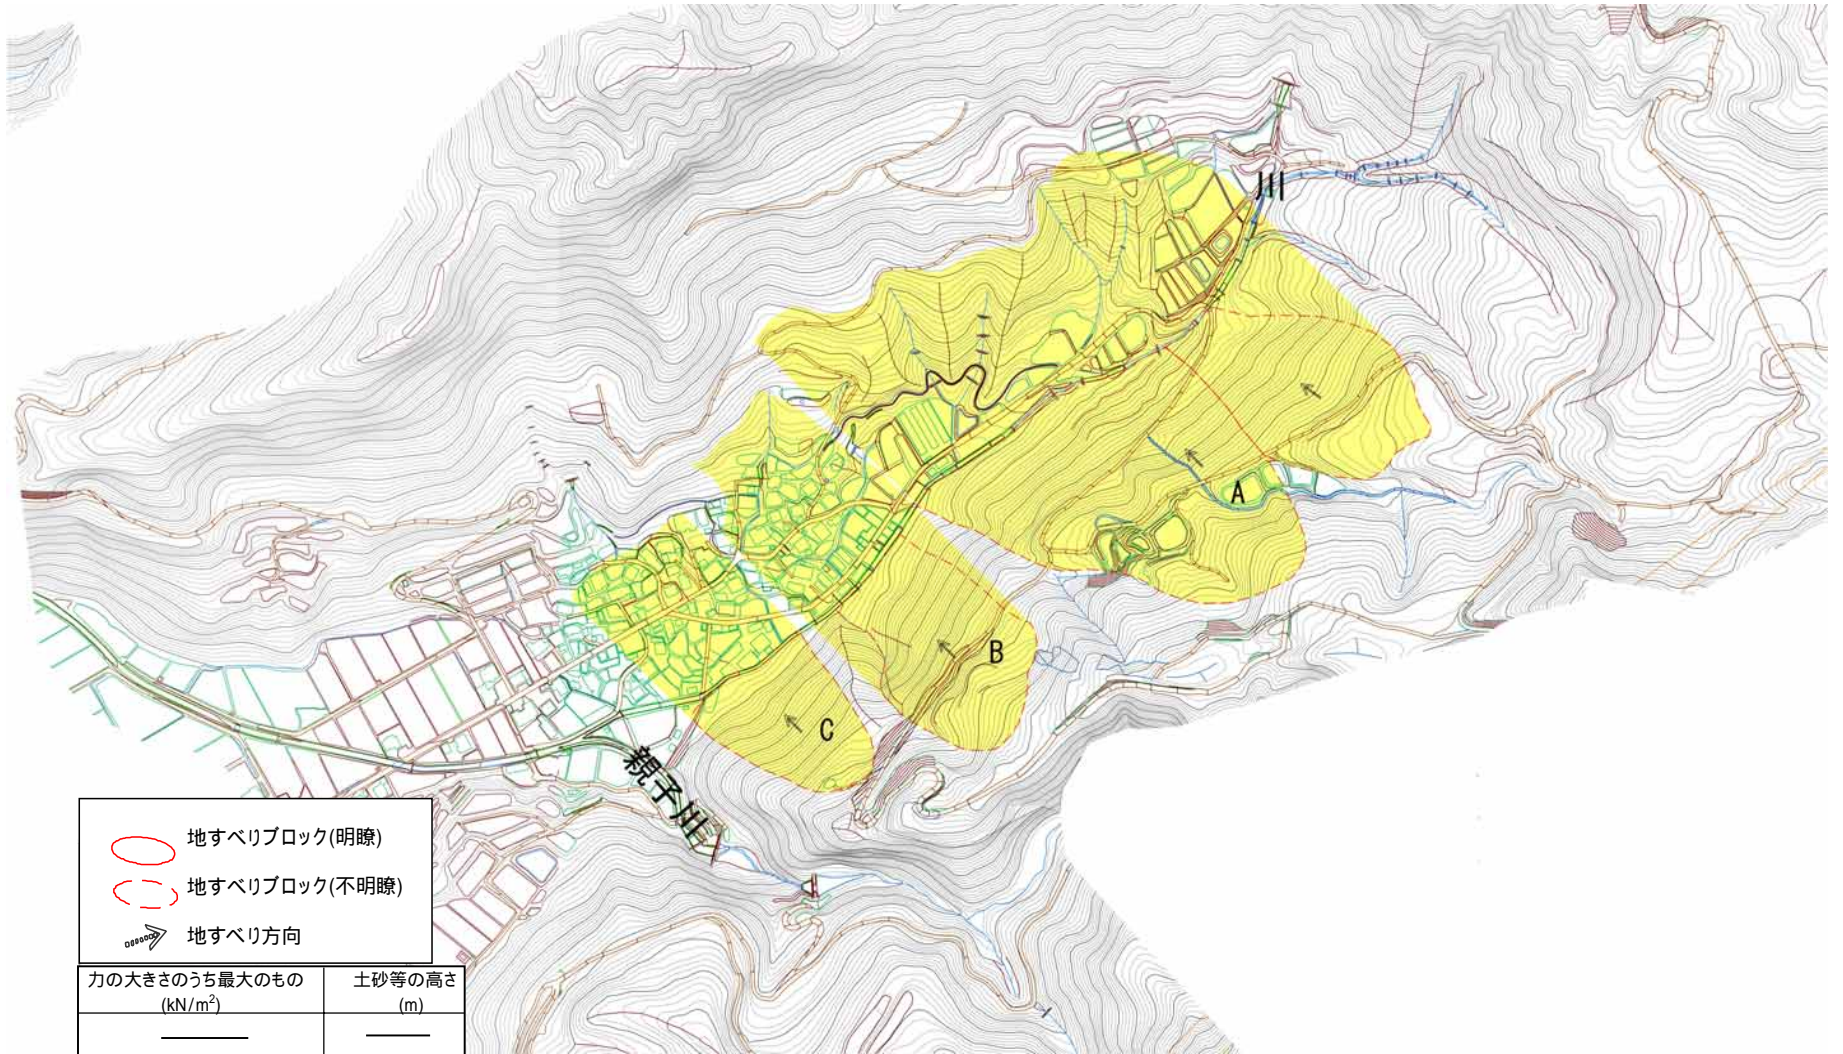 川
A
B
C
親子川
地すべりブロック(明瞭)
地すべりブロック(不明瞭)
地すべり方向
力の大きさのうち最大のもの
(kN/m²)
土砂等の高さ
(m)